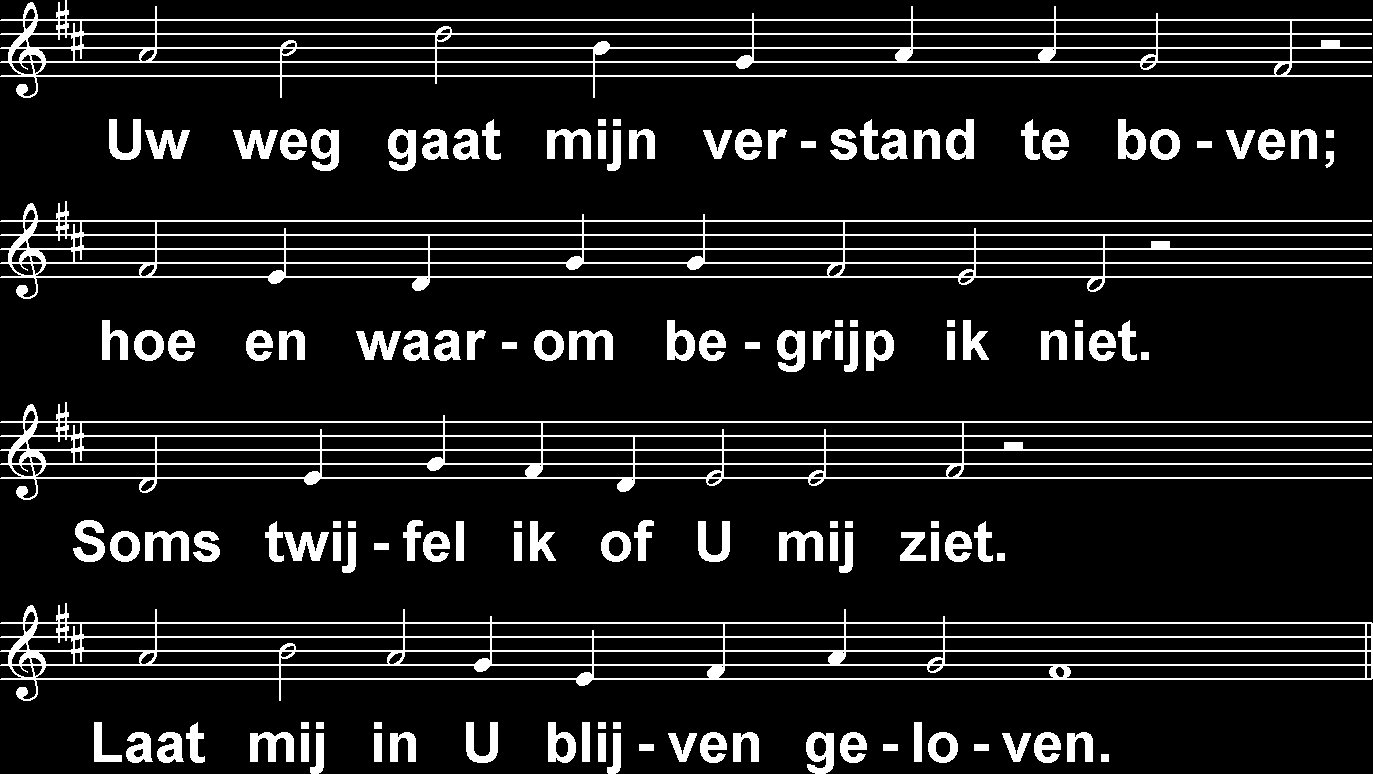 Uw weg gaat mijn ver - stand te bo - ven;
hoe en waar - om be - grijp ik niet.
Soms twij - fel ik of U mij ziet.
Laat mij in U blij - ven ge - lo - ven.